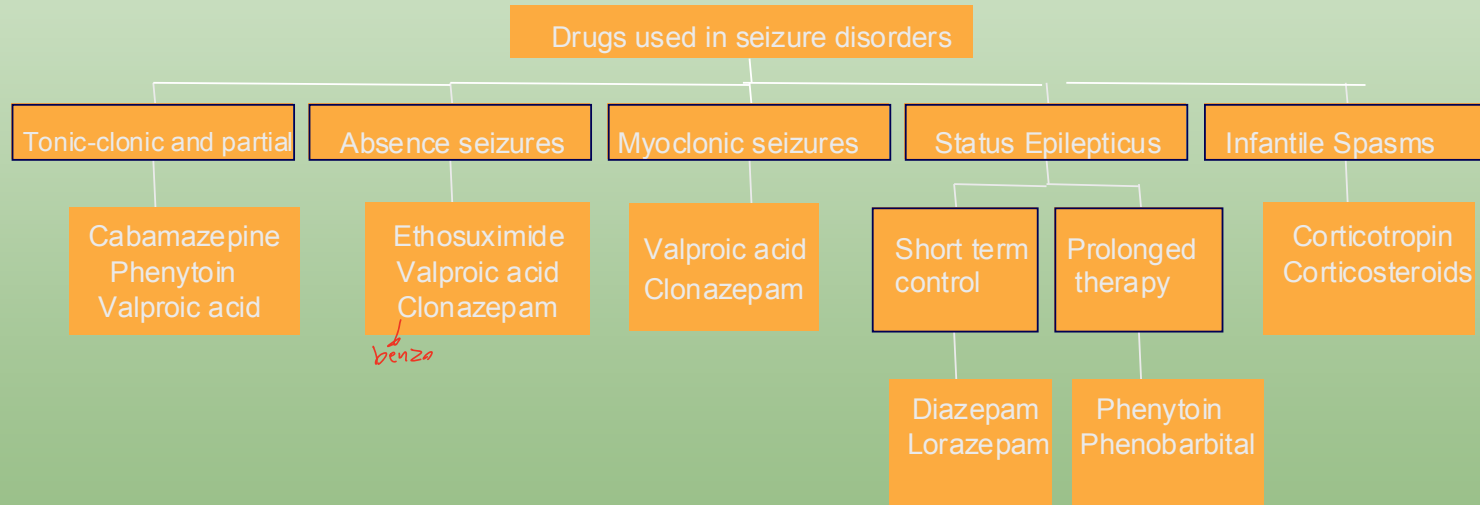 Drugs used in seizure disorders
Tonic-clonic and partial
Absence seizures
Myoclonic seizures
Status Epilepticus
Infantile Spasms
Cabamazepine
Phenytoin
Valproic acid
Ethosuximide
Valproic acid
Clonazepam
benzo
Valproic acid
Clonazepam
Short term
control
Prolonged
therapy
Corticotropin
Corticosteroids
Diazepam
Lorazepam
Phenytoin
Phenobarbital